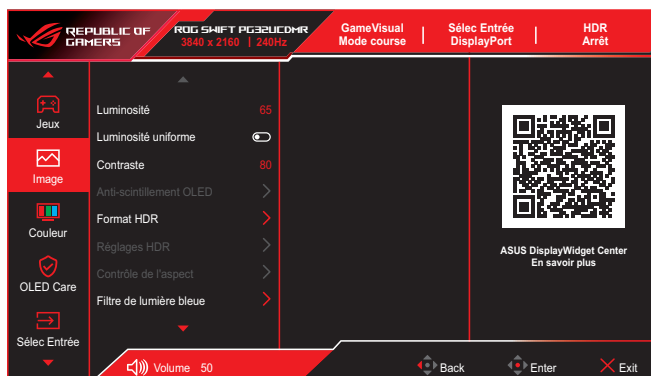 REPUBLIC OF
GAMERS
ROG SWIFT PG32UCDMR
3840 x 2160 | 240Hz
GameVisual
Mode course
Sélec Entrée
DisplayPort
HDR
Arrêt
Jeux
Image
Couleur
OLED Care
Sélec Entrée
Luminosité 65
Luminosité uniforme
Contraste 80
Anti-scintillement OLED
Format HDR
Réglages HDR
Contrôle de l'aspect
Filtre de lumière bleue
ASUS DisplayWidget Center
En savoir plus
Volume 50
Back
Enter
Exit